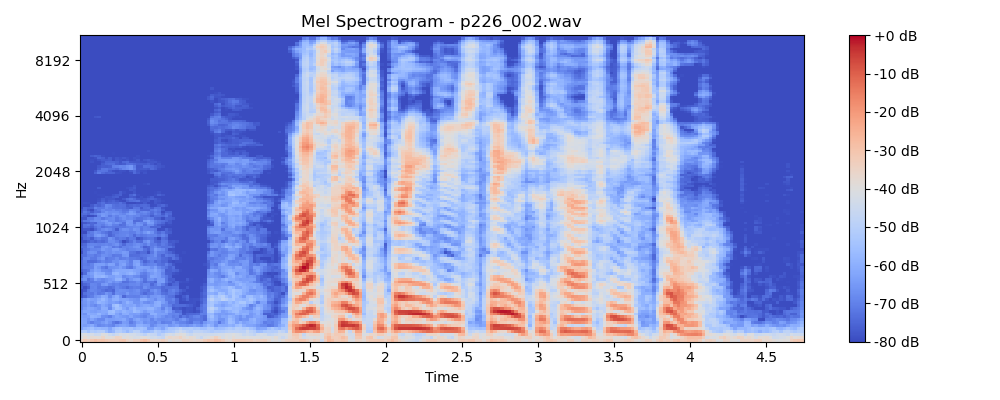 Mel Spectrogram - p226_002.wav
8192
4096
2048
1024
512
0
Hz
0
0.5
1
1.5
2
2.5
3
3.5
4
4.5
Time
+0 dB
-10 dB
-20 dB
-30 dB
-40 dB
-50 dB
-60 dB
-70 dB
-80 dB